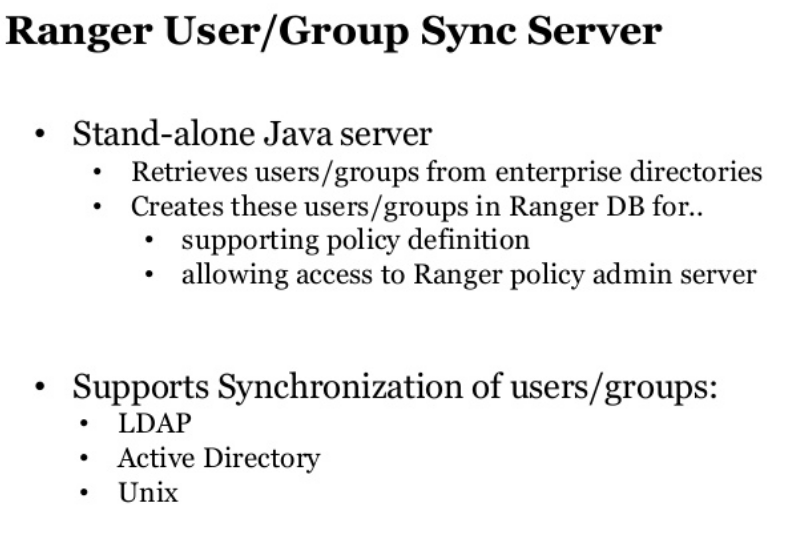 Ranger User/Group Sync Server
• Stand-alone Java server
• Retrieves users/groups from enterprise directories
• Creates these users/groups in Ranger DB for..
• supporting policy definition
• allowing access to Ranger policy admin server
• Supports Synchronization of users/groups:
• LDAP
• Active Directory
• Unix